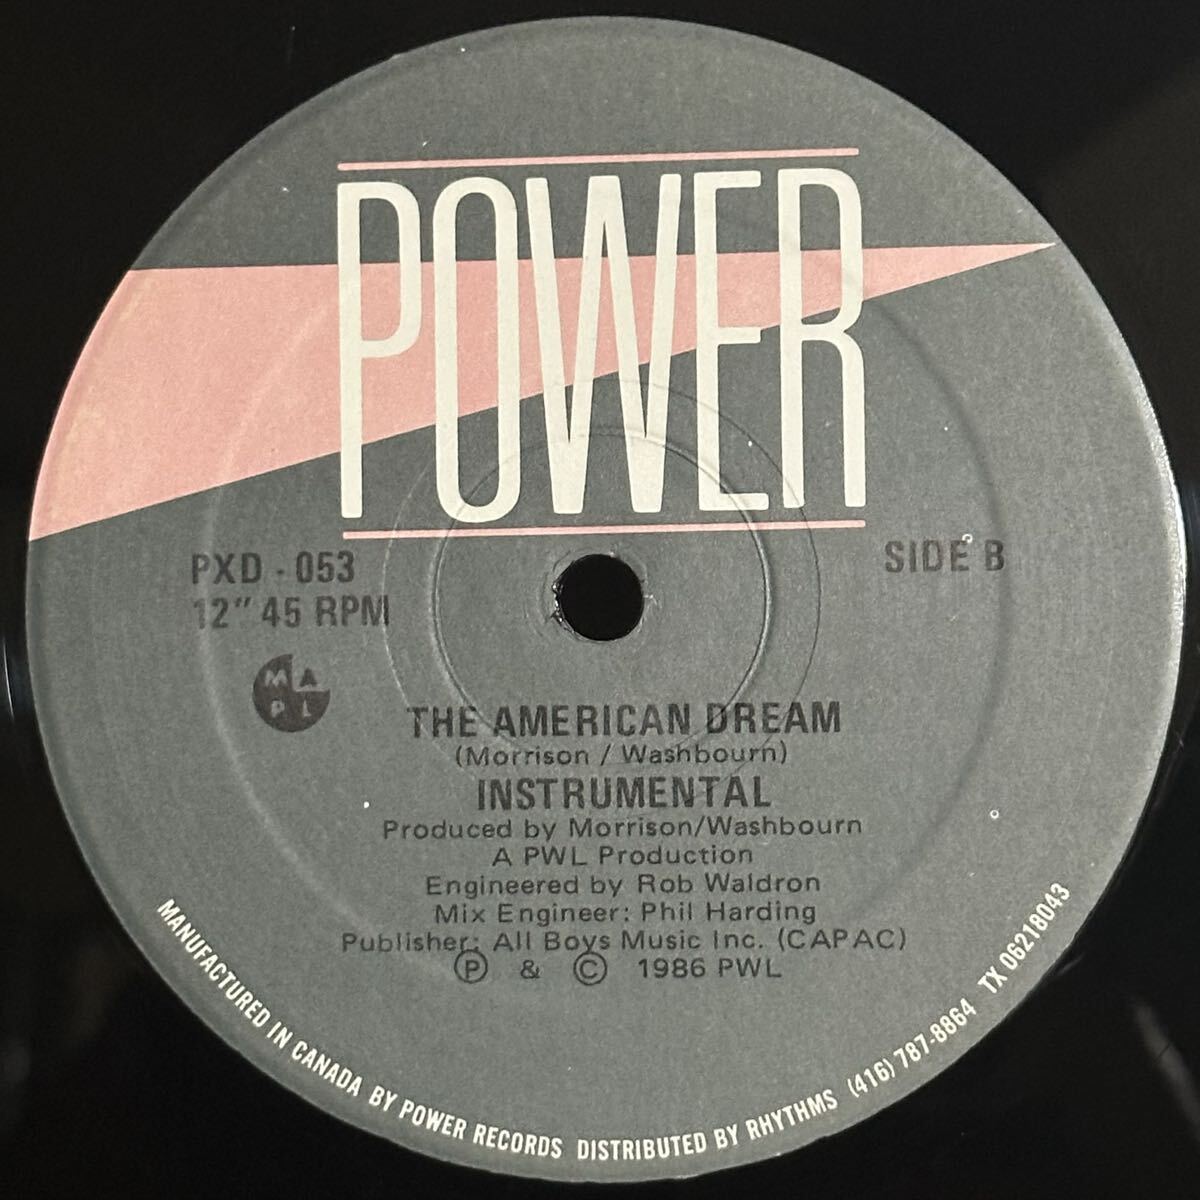 POWER
PXD - 053
SIDE B
12" 45 RPM
M A
P L
THE AMERICAN DREAM
(Morrison / Washbourn)
INSTRUMENTAL
Produced by Morrison/Washbourn
A PWL Production
Engineered by Rob Waldron
Mix Engineer: Phil Harding
Publisher: All Boys Music Inc. (CAPAC)
Ⓟ & © 1986 PWL
MANUFACTURED IN CANADA BY POWER RECORDS DISTRIBUTED BY RHYTHMS (416) 787-8864 TX 06218043